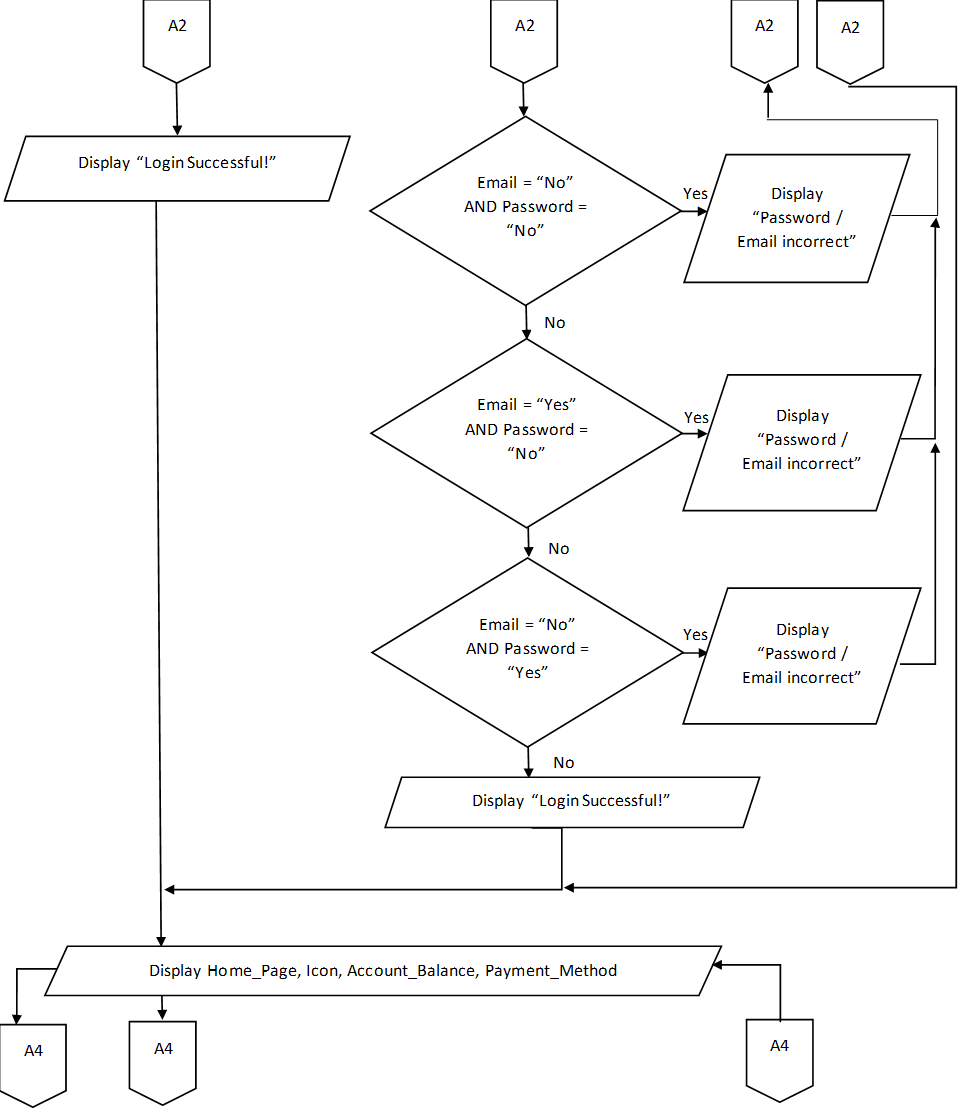 A2
A2
A2
A2
Display “Login Successful!”
Email = “No”
AND Password =
“No”
Yes
Display
“Password /
Email incorrect”
No
Email = “Yes”
AND Password =
“No”
Yes
Display
“Password /
Email incorrect”
No
Email = “No”
AND Password =
“Yes”
Yes
Display
“Password /
Email incorrect”
No
Display “Login Successful!”
Display Home_Page, Icon, Account_Balance, Payment_Method
A4
A4
A4